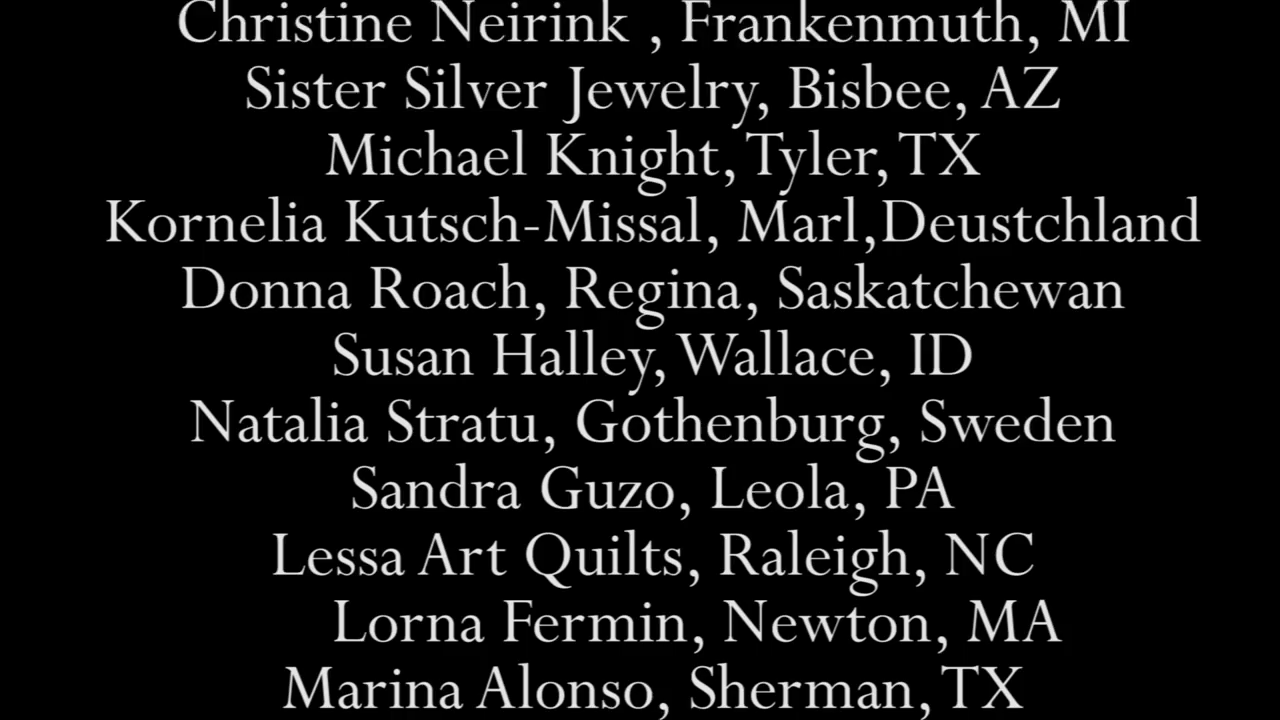 Christine Neirink , Frankenmuth, MI
Sister Silver Jewelry, Bisbee, AZ
Michael Knight, Tyler, TX
Kornelia Kutsch-Missal, Marl,Deustchland
Donna Roach, Regina, Saskatchewan
Susan Halley, Wallace, ID
Natalia Stratu, Gothenburg, Sweden
Sandra Guzo, Leola, PA
Lessa Art Quilts, Raleigh, NC
Lorna Fermin, Newton, MA
Marina Alonso, Sherman, TX